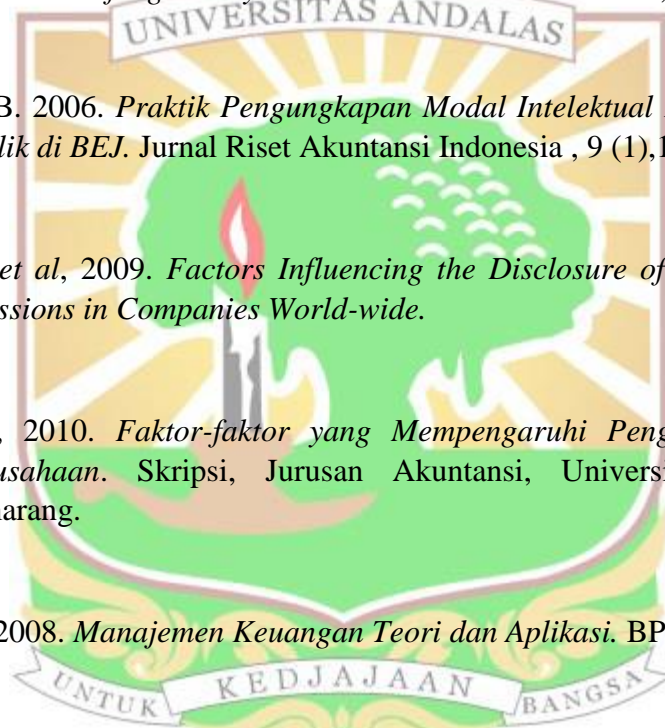 UNIVERSITAS ANDALAS
B. 2006. Praktik Pengungkapan Modal Intelektual
lik di BEJ. Jurnal Riset Akuntansi Indonesia , 9 (1),1
et al, 2009. Factors Influencing the Disclosure of
ssions in Companies World-wide.
, 2010. Faktor-faktor yang Mempengaruhi Peng
usahaan. Skripsi, Jurusan Akuntansi, Universi
arang.
2008. Manajemen Keuangan Teori dan Aplikasi. BP
UNTUK KEDJAJAAN BANGSA